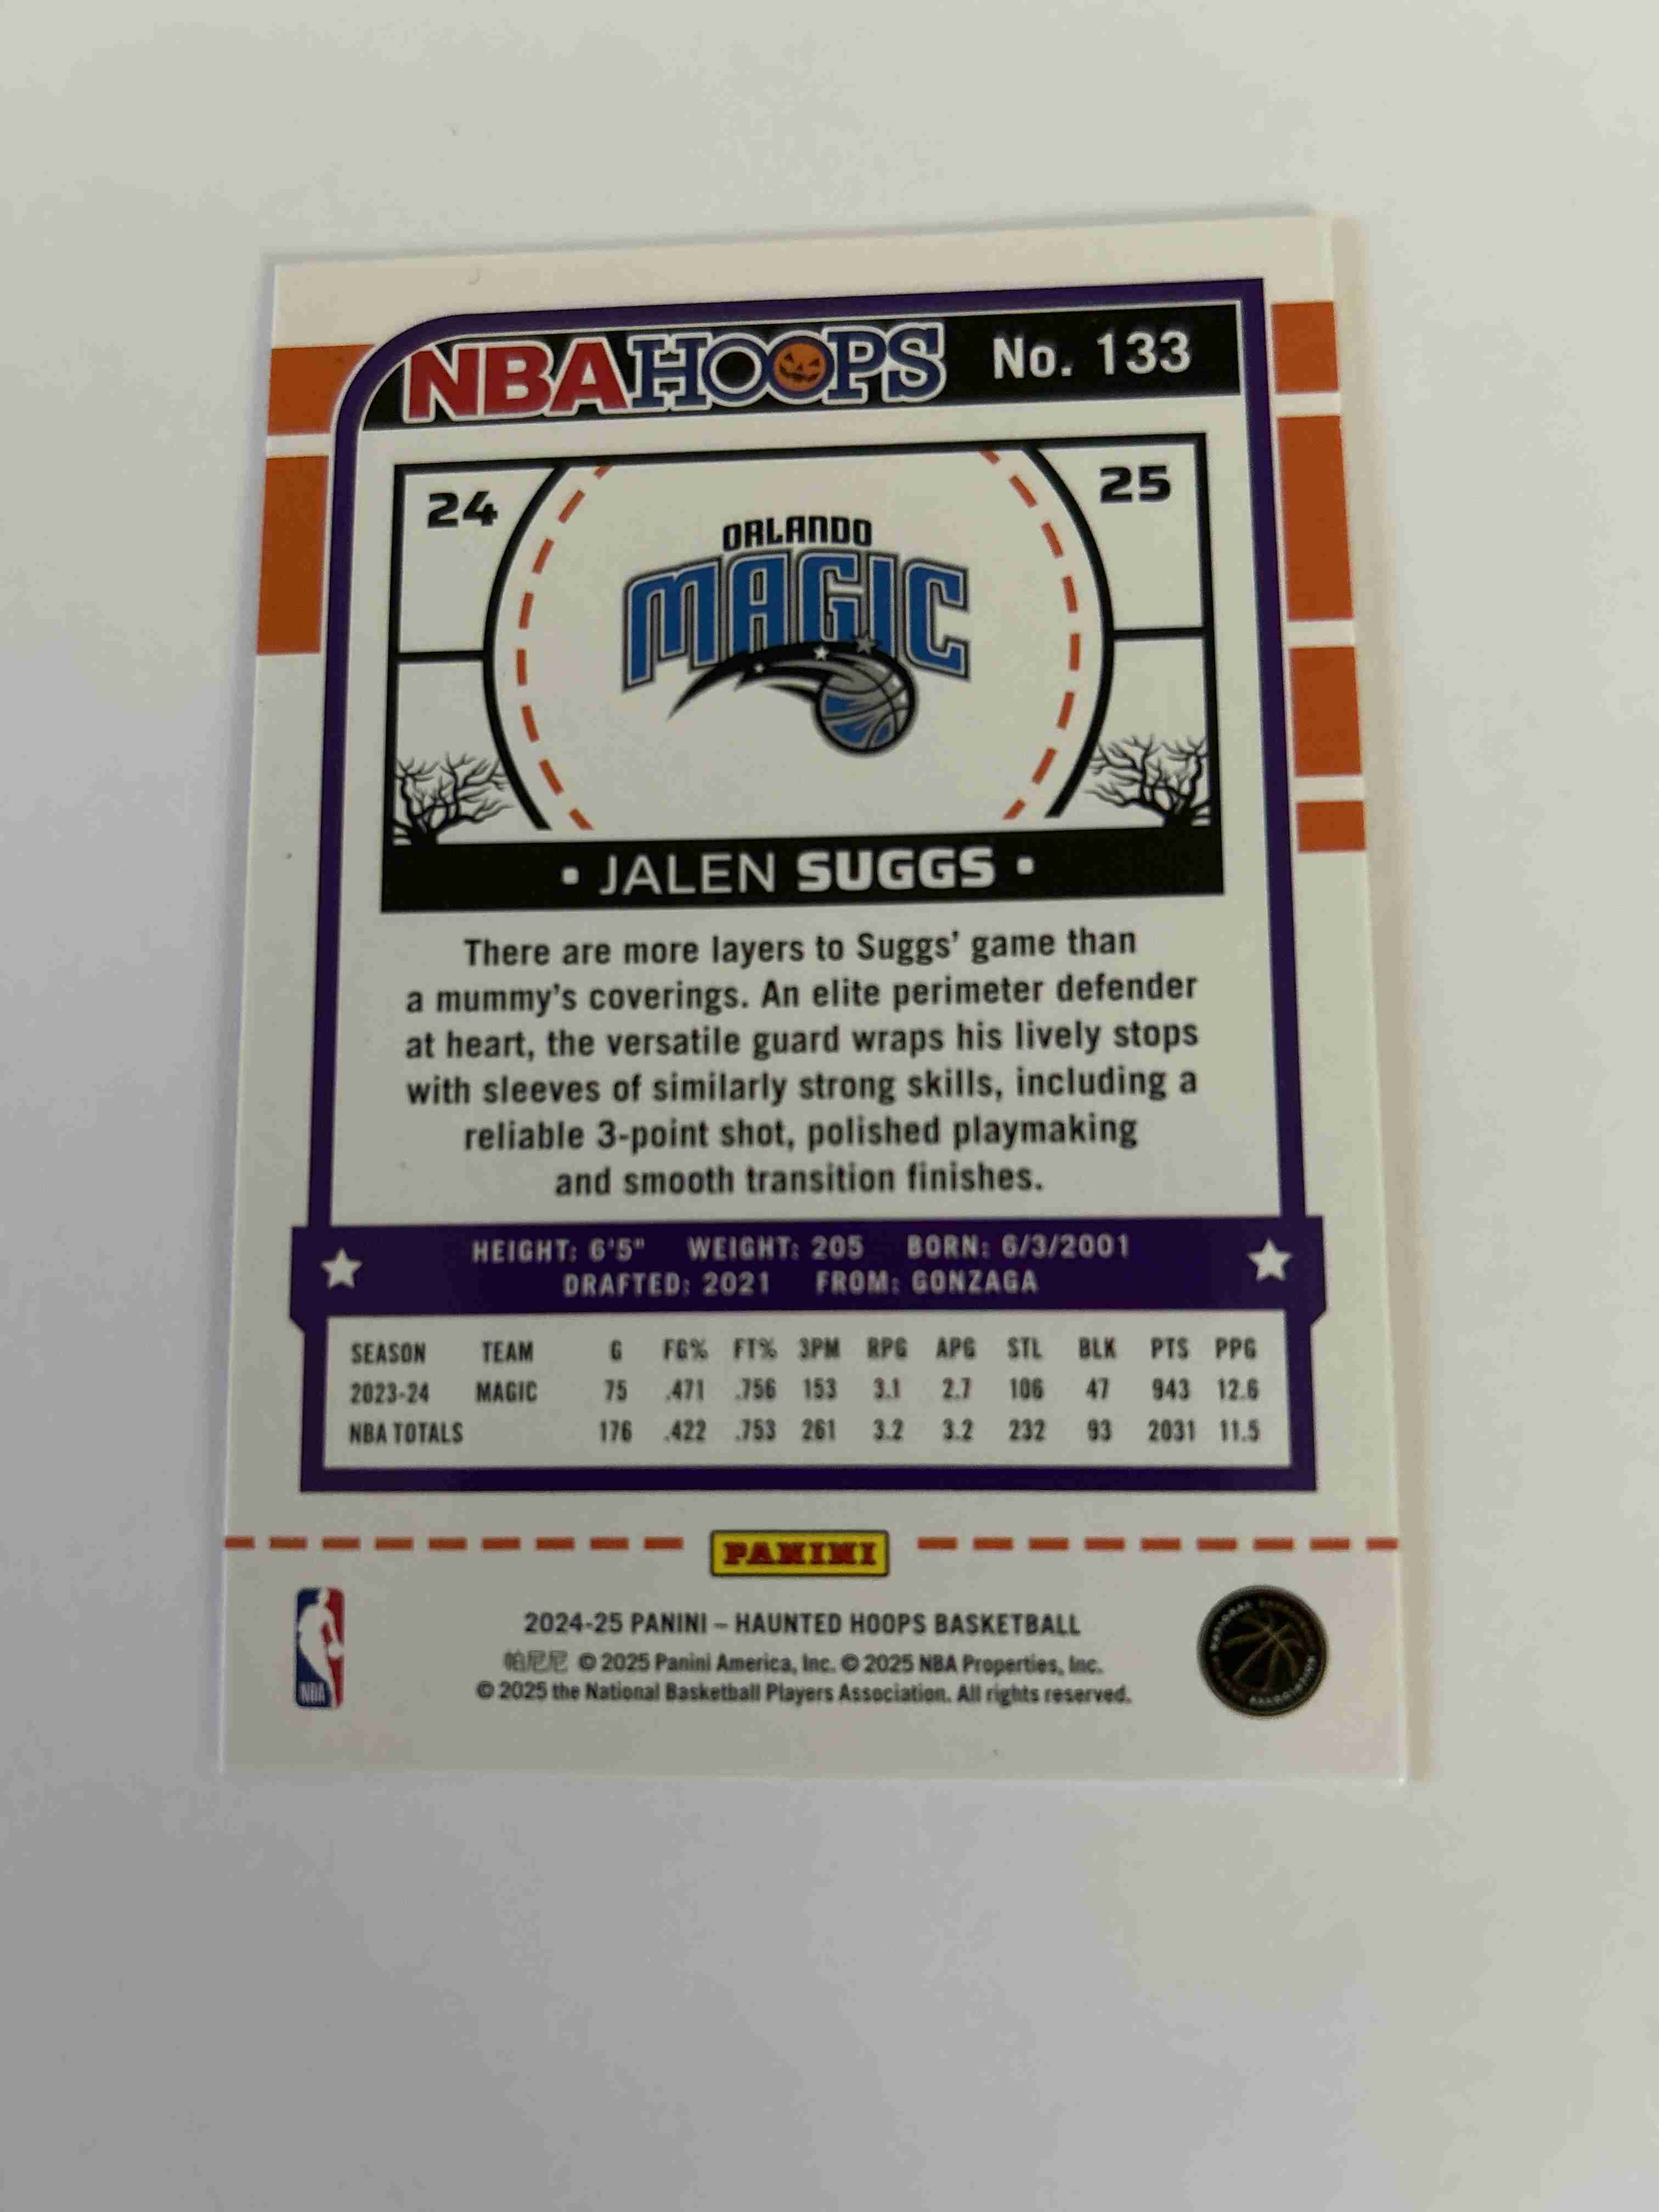 NBA HOOPS No. 133
24
25
ORLANDO
MAGIC
• JALEN SUGGS •
There are more layers to Suggs’ game than
a mummy’s coverings. An elite perimeter defender
at heart, the versatile guard wraps his lively stops
with sleeves of similarly strong skills, including a
reliable 3-point shot, polished playmaking
and smooth transition finishes.
HEIGHT: 6'5" WEIGHT: 205 BORN: 6/3/2001
DRAFTED: 2021 FROM: GONZAGA
SEASON TEAM G FG% FT% 3PM RPG APG STL BLK PTS PPG
2023-24 MAGIC 75 .471 .756 153 3.1 2.7 106 47 943 12.6
NBA TOTALS 176 .422 .753 261 3.2 3.2 232 93 2031 11.5
PANINI
2024-25 PANINI – HAUNTED HOOPS BASKETBALL
帕尼尼 © 2025 Panini America, Inc. © 2025 NBA Properties, Inc.
© 2025 the National Basketball Players Association. All rights reserved.
NBA
NATIONAL